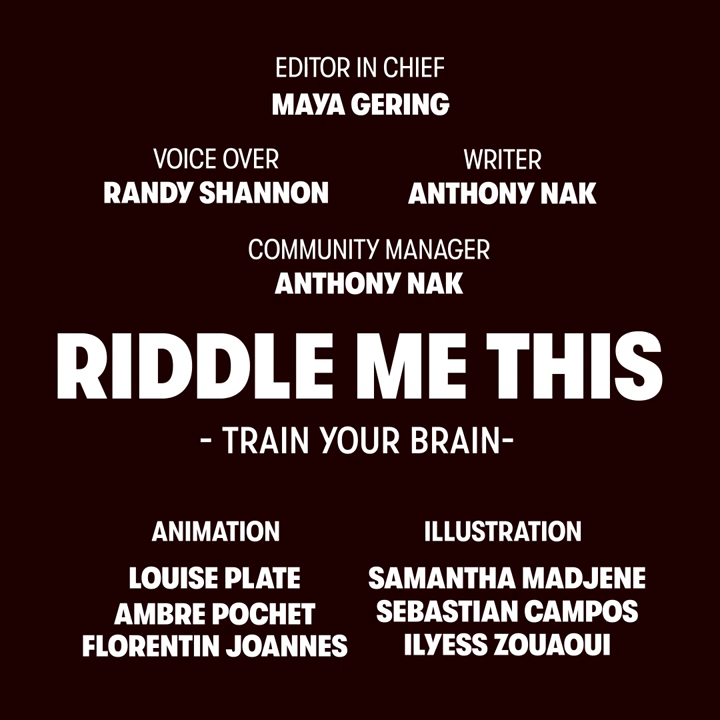 EDITOR IN CHIEF
MAYA GERING
VOICE OVER
RANDY SHANNON
WRITER
ANTHONY NAK
COMMUNITY MANAGER
ANTHONY NAK
RIDDLE ME THIS
- TRAIN YOUR BRAIN-
ANIMATION
LOUISE PLATE
AMBRE POCHET
FLORENTIN JOANNES
ILLUSTRATION
SAMANTHA MADJENE
SEBASTIAN CAMPOS
ILYESS ZOUAOUI